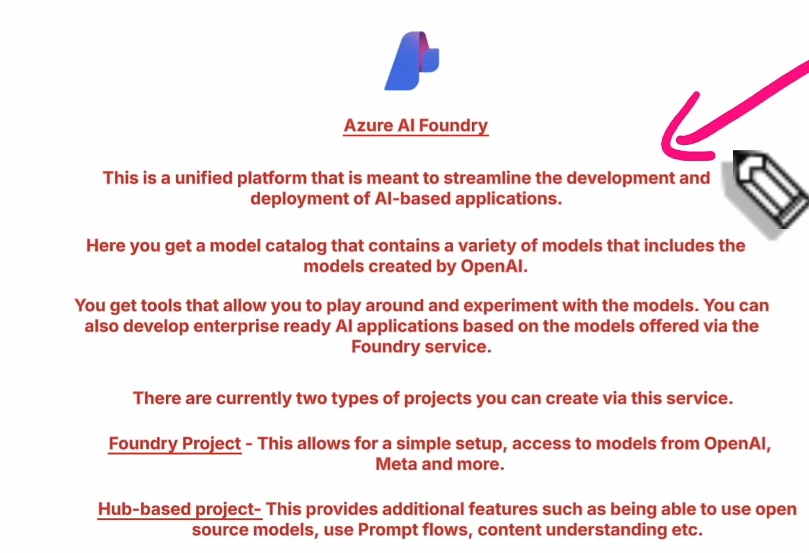 Azure AI Foundry
This is a unified platform that is meant to streamline the development and
deployment of AI-based applications.
Here you get a model catalog that contains a variety of models that includes the
models created by OpenAI.
You get tools that allow you to play around and experiment with the models. You can
also develop enterprise ready AI applications based on the models offered via the
Foundry service.
There are currently two types of projects you can create via this service.
Foundry Project - This allows for a simple setup, access to models from OpenAI,
Meta and more.
Hub-based project- This provides additional features such as being able to use open
source models, use Prompt flows, content understanding etc.